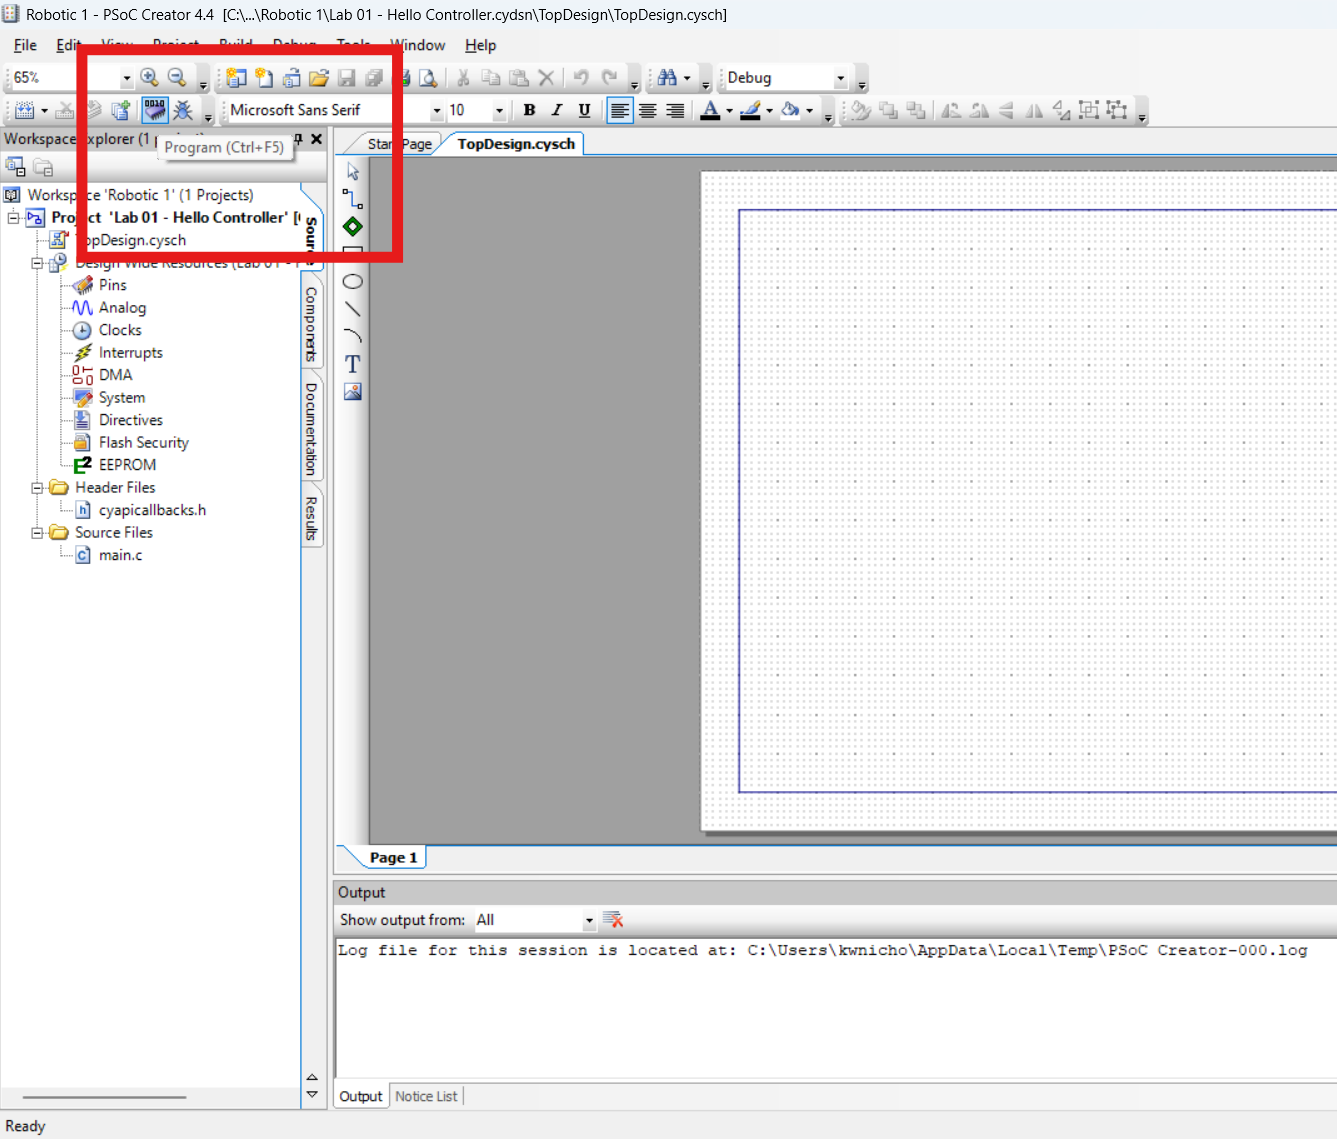 Robotic 1 - PSoC Creator 4.4 [C:\...\Robotic 1\Lab 01 - Hello Controller.cydsn\TopDesign\TopDesign.cysch]
File Edit View Project Build Debug Tools Window Help
65% Debug
Microsoft Sans Serif 10 B I U A
Workspace Explorer (1
Program (Ctrl+F5)
Start Page TopDesign.cysch
Workspace 'Robotic 1' (1 Projects)
Project 'Lab 01 - Hello Controller' [
TopDesign.cysch
Design Wide Resources (Lab 01 -
Pins
Analog
Clocks
Interrupts
DMA
System
Directives
Flash Security
EEPROM
Header Files
cyapicallbacks.h
Source Files
main.c
Components
Documentation
Results
T
Page 1
Output
Show output from: All
Log file for this session is located at: C:\Users\kwnicho\AppData\Local\Temp\PSoC Creator-000.log
Output Notice List
Ready